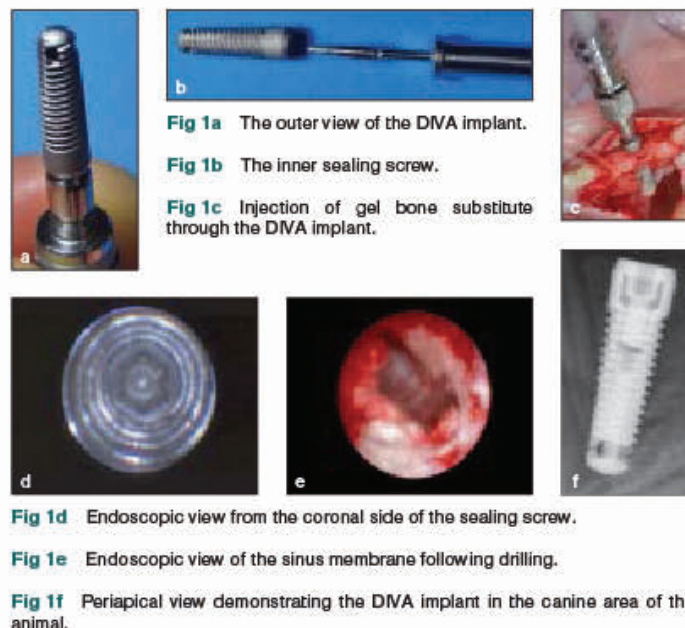 a
b
c
Fig 1a The outer view of the DIVA implant.
Fig 1b The inner sealing screw.
Fig 1c Injection of gel bone substitute
through the DIVA implant.
d
e
f
Fig 1d Endoscopic view from the coronal side of the sealing screw.
Fig 1e Endoscopic view of the sinus membrane following drilling.
Fig 1f Periapical view demonstrating the DIVA implant in the canine area of th
animal.